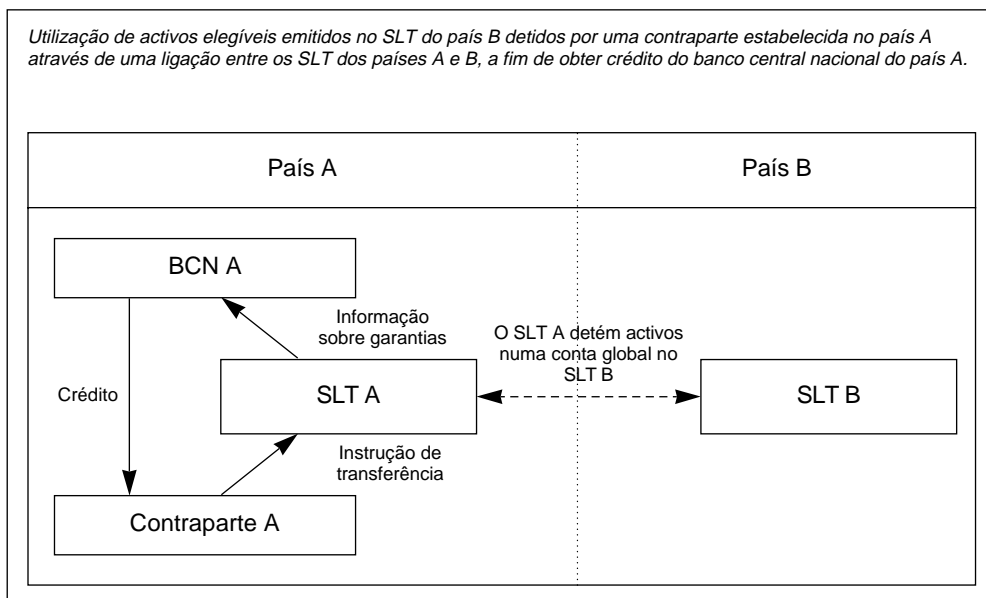 Utilização de activos elegíveis emitidos no SLT do país B detidos por uma contraparte estabelecida no país A
através de uma ligação entre os SLT dos países A e B, a fim de obter crédito do banco central nacional do país A.
País A
País B
BCN A
Informação
sobre garantias
O SLT A detém activos
numa conta global no
SLT B
Crédito
SLT A
SLT B
Instrução de
transferência
Contraparte A